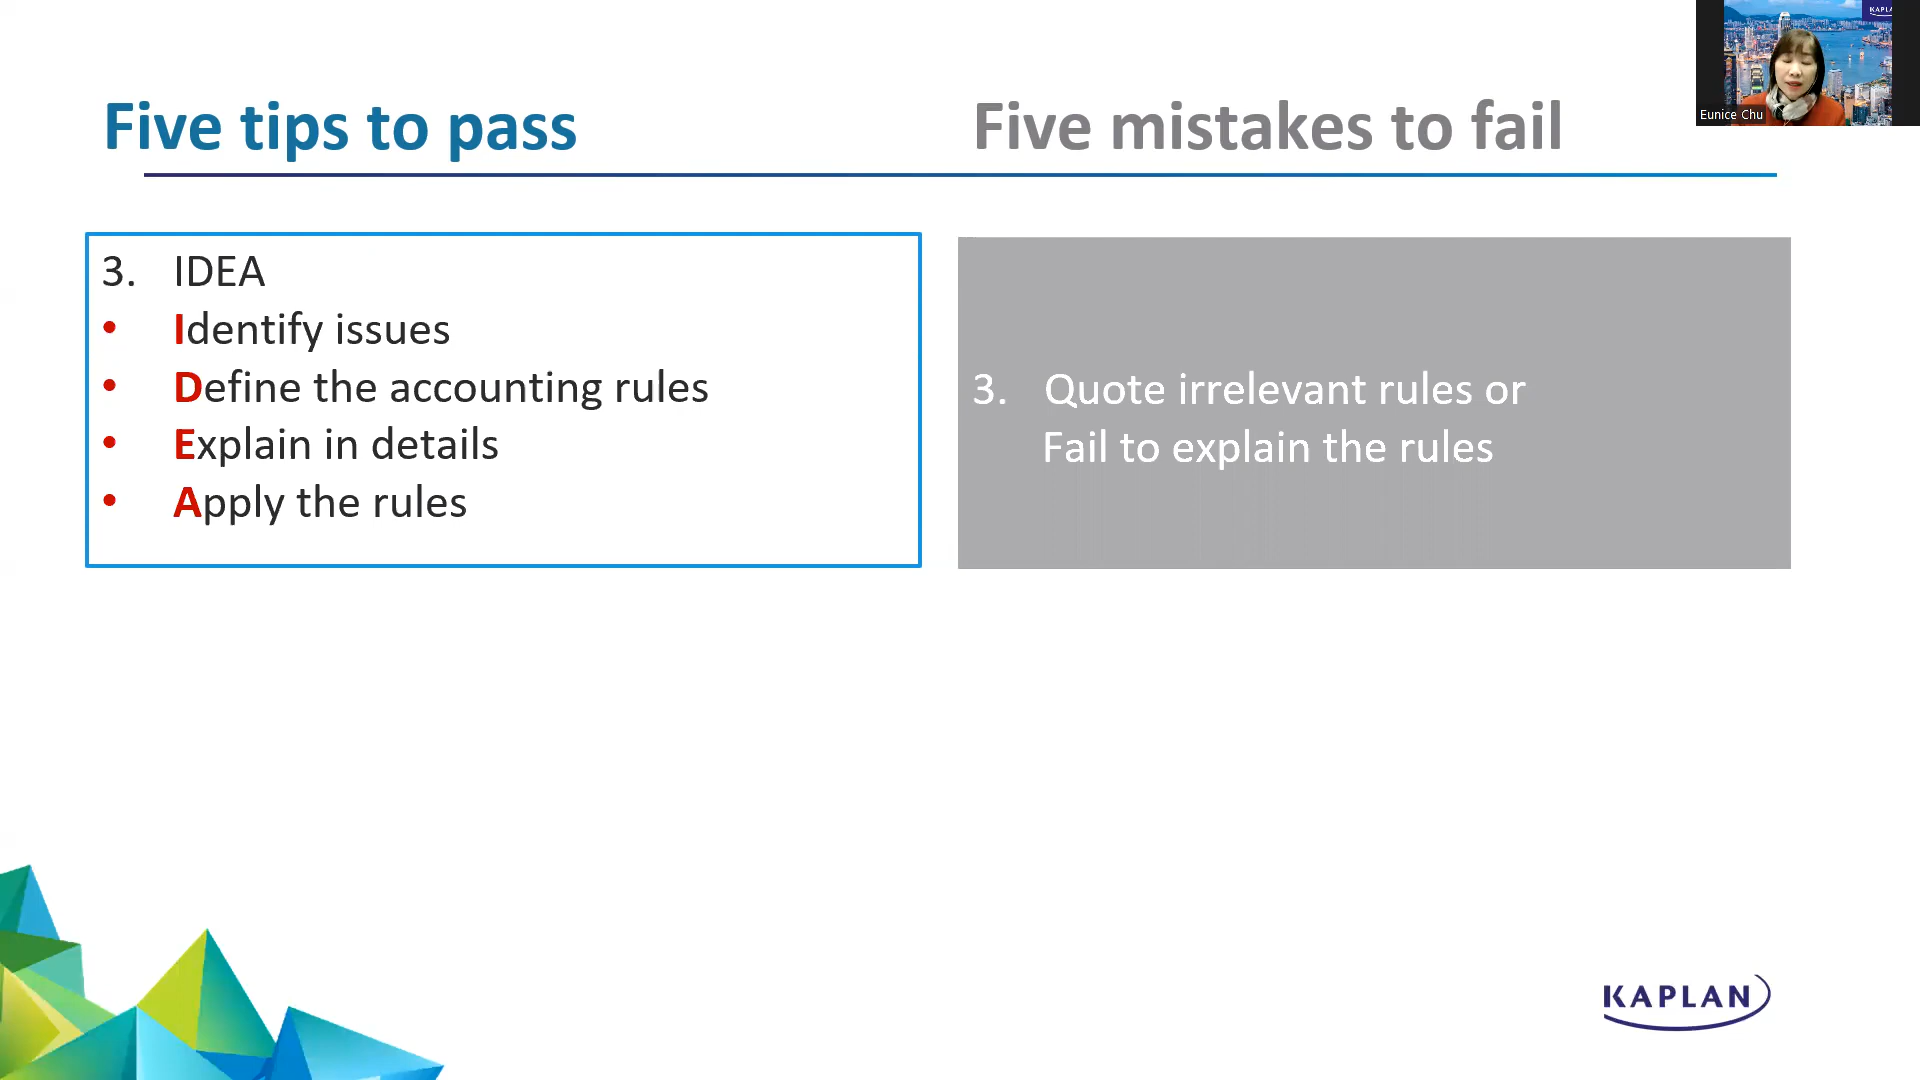 Five tips to pass
Five mistakes to fail
3. IDEA
• Identify issues
• Define the accounting rules
• Explain in details
• Apply the rules
3. Quote irrelevant rules or
Fail to explain the rules
Eunice Chu
KAPLAN